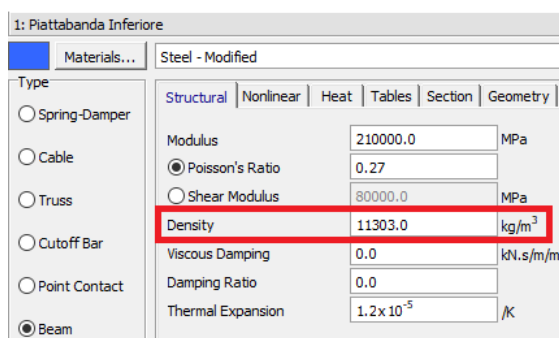 1: Piattabanda Inferiore
Materials... Steel - Modified
Type
Spring-Damper
Cable
Truss
Cutoff Bar
Point Contact
Beam
Structural Nonlinear Heat Tables Section Geometry
Modulus 210000.0 MPa
Poisson's Ratio 0.27
Shear Modulus 80000.0 MPa
Density 11303.0 kg/m³
Viscous Damping 0.0 kN.s/m/m
Damping Ratio 0.0
Thermal Expansion 1.2x10⁻⁵ /K